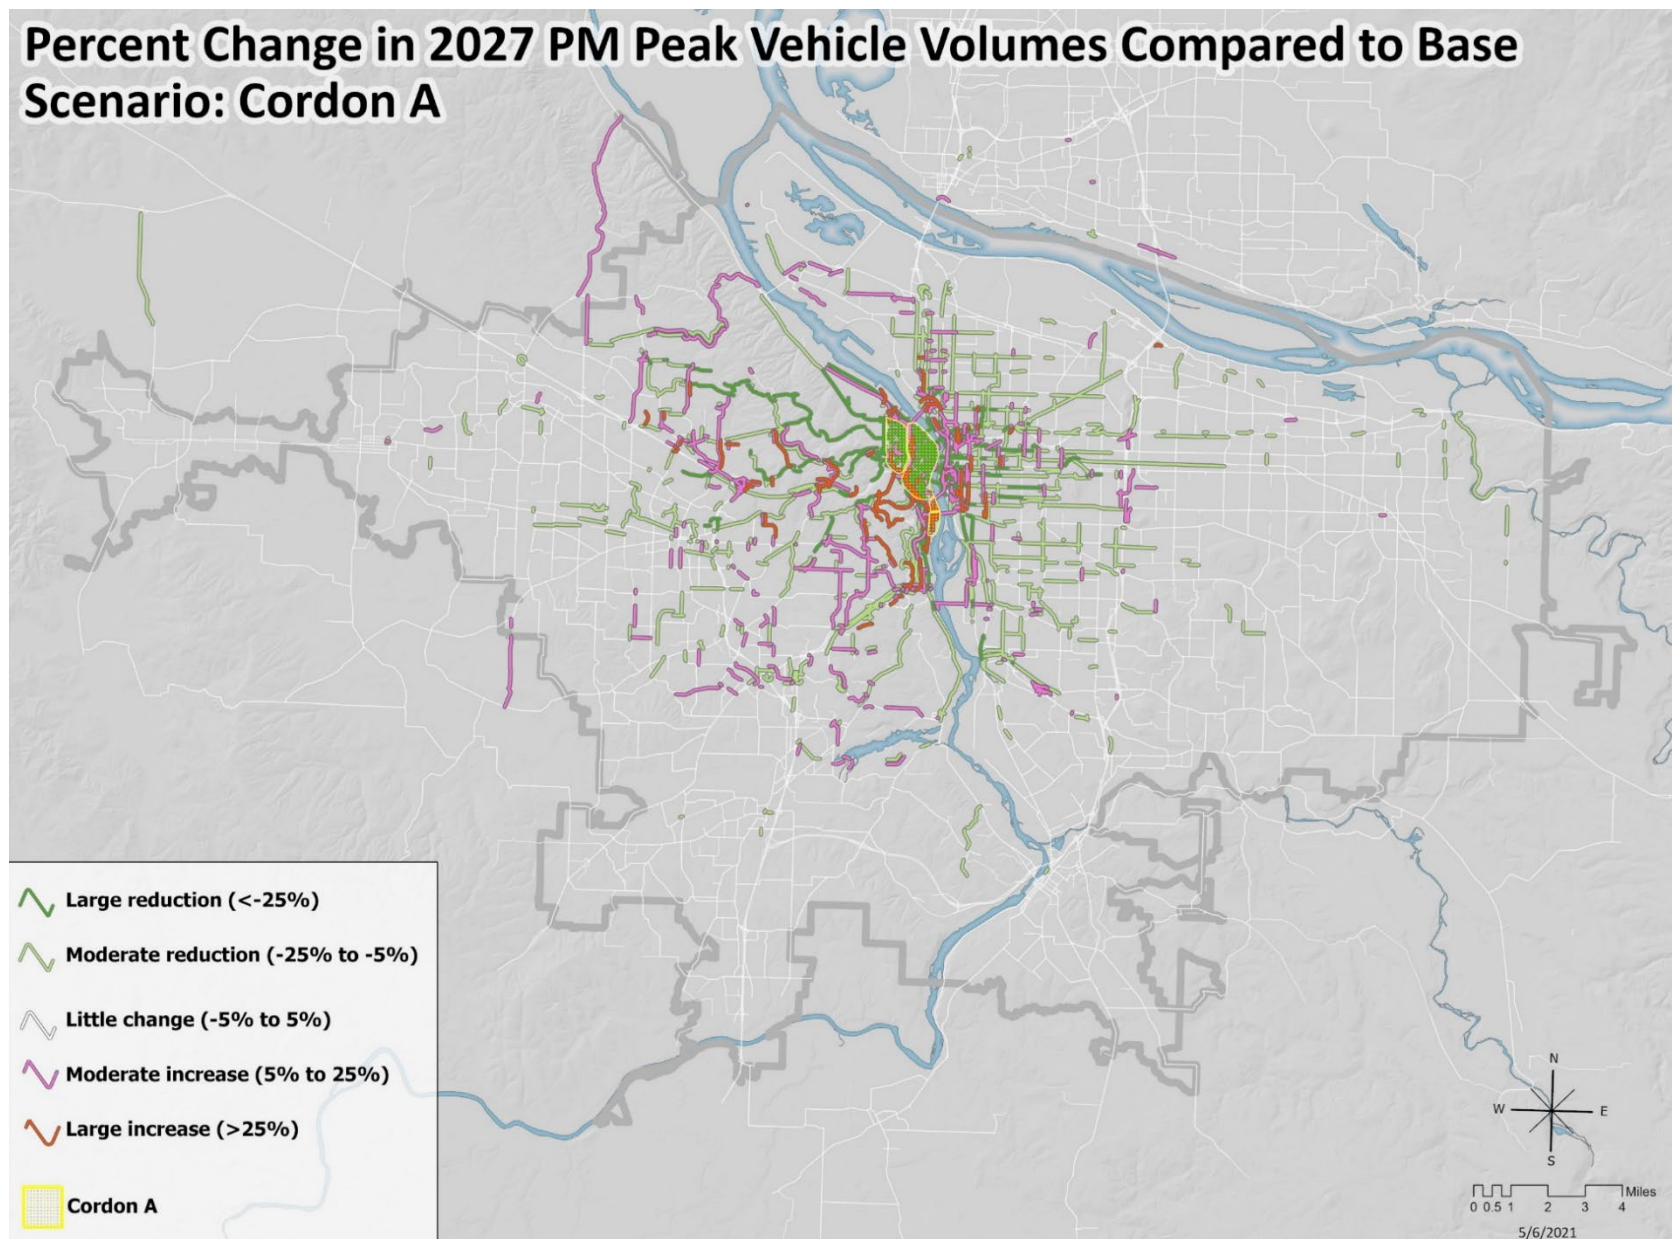 Percent Change in 2027 PM Peak Vehicle Volumes Compared to Base
Scenario: Cordon A
Large reduction (<-25%)
Moderate reduction (-25% to -5%)
Little change (-5% to 5%)
Moderate increase (5% to 25%)
Large increase (>25%)
Cordon A
N
W E
S
Miles
0 0.5 1 2 3 4
5/6/2021